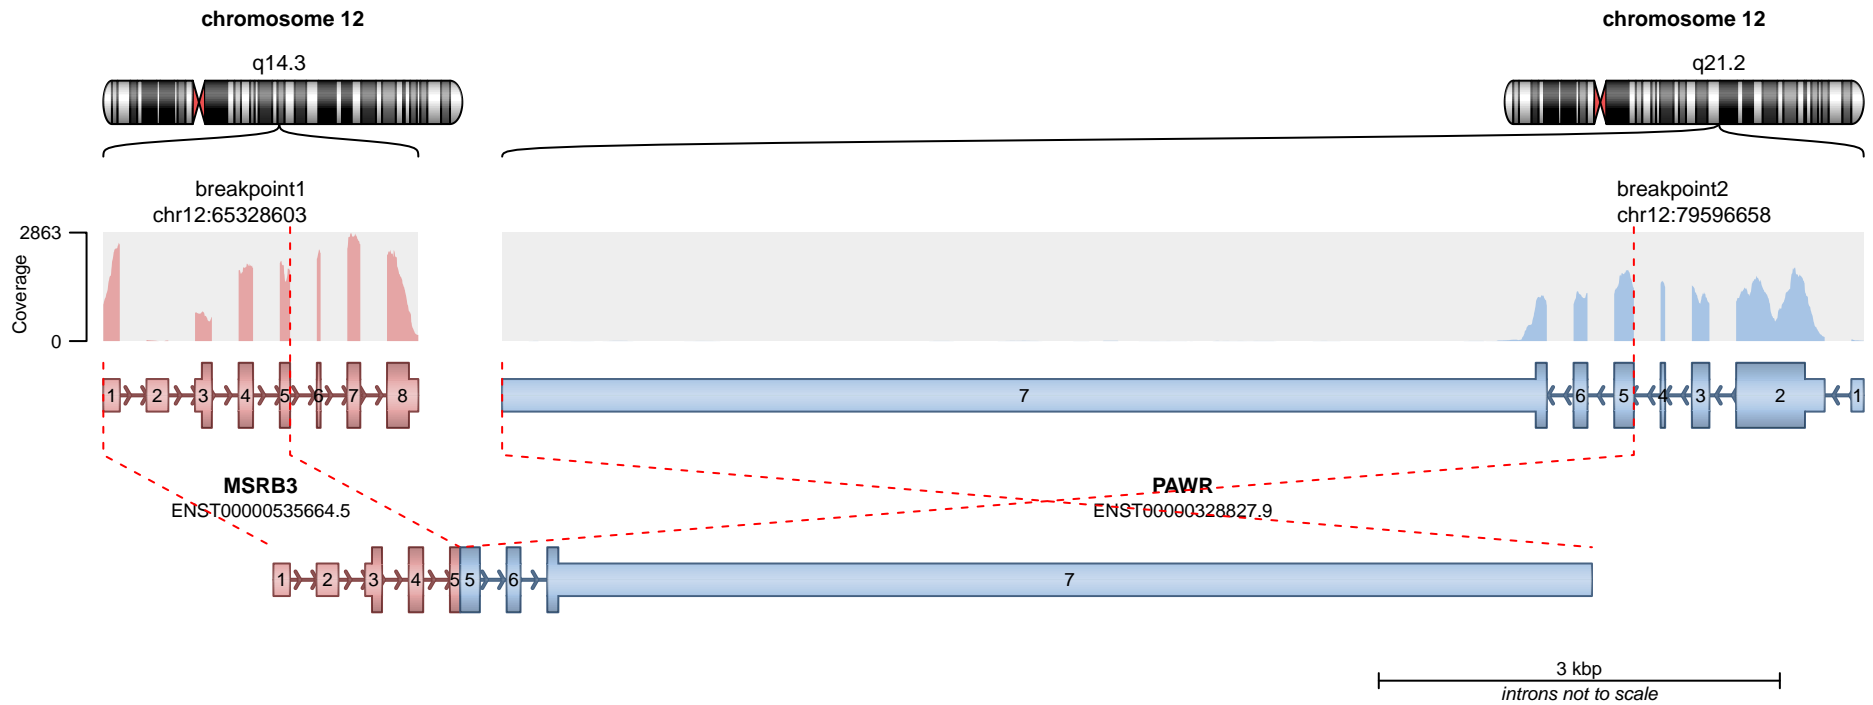 chromosome 12
chromosome 12
q14.3
q21.2
breakpoint1
chr12:65328603
breakpoint2
chr12:79596658
2863
Coverage
0
1 2 3 4 5 6 7 8
7 6 5 4 3 2 1
MSRB3
ENST00000535664.5
PAWR
ENST00000328827.9
1 2 3 4 5 5 6 7
3 kbp
introns not to scale